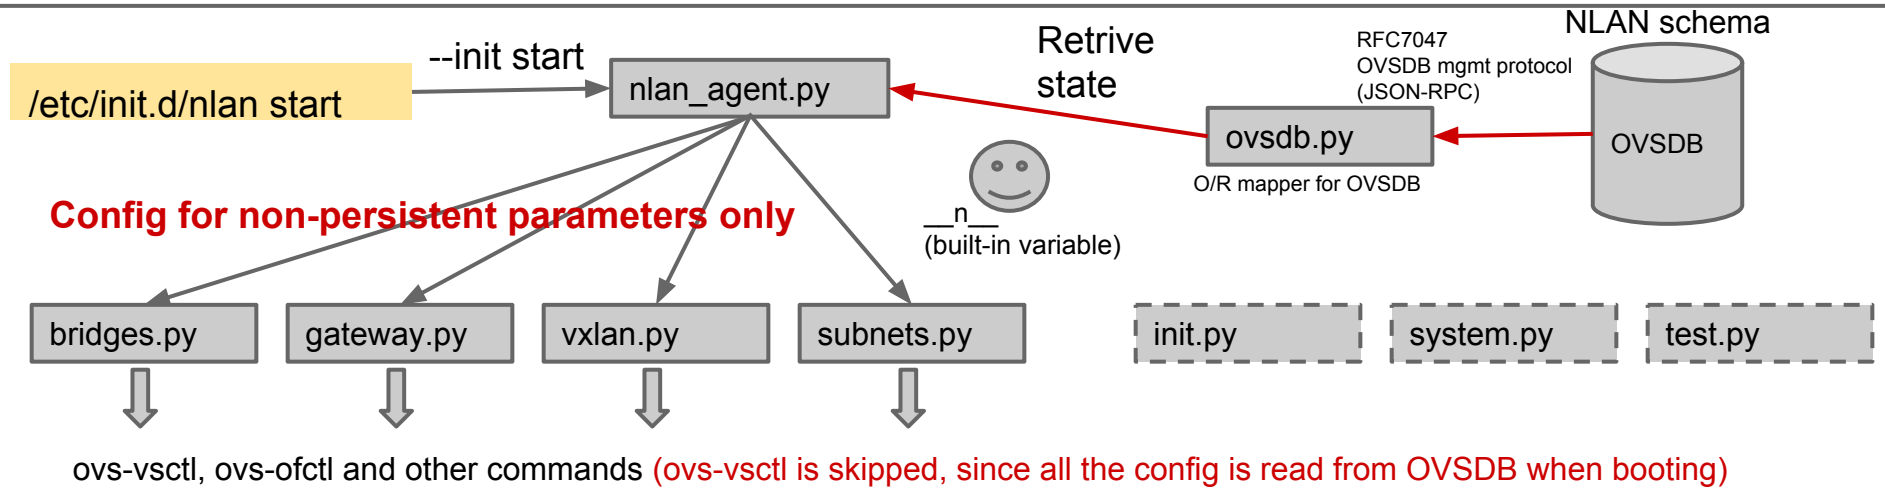 NLAN schema
--init start
Retrive
state
RFC7047
OVSDB mgmt protocol
(JSON-RPC)
/etc/init.d/nlan start
nlan_agent.py
ovsdb.py
OVSDB
O/R mapper for OVSDB
Config for non-persistent parameters only
__n__
(built-in variable)
bridges.py
gateway.py
vxlan.py
subnets.py
init.py
system.py
test.py
ovs-vsctl, ovs-ofctl and other commands (ovs-vsctl is skipped, since all the config is read from OVSDB when booting)